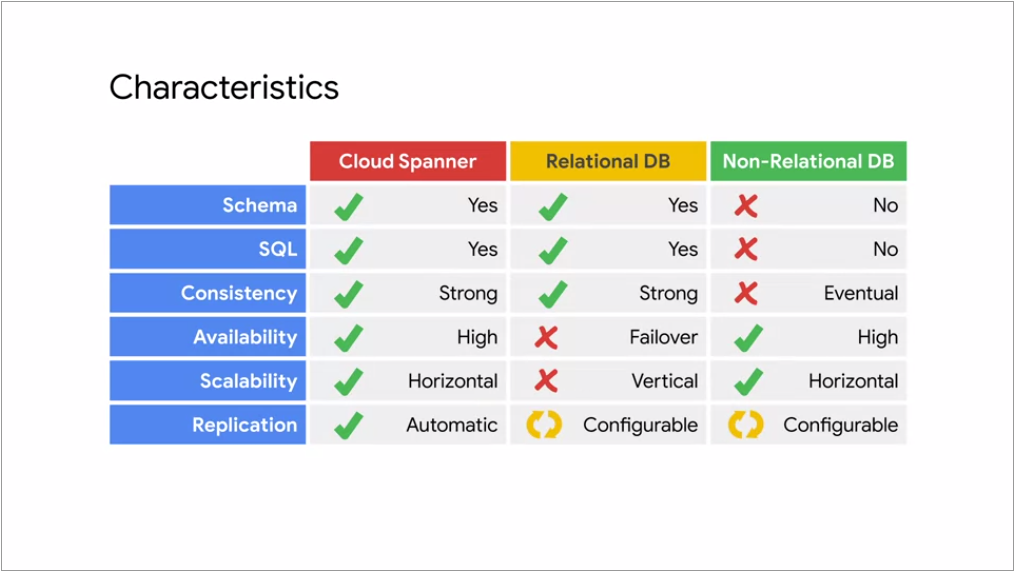 Characteristics
Cloud Spanner Relational DB Non-Relational DB
Schema Yes Yes No
SQL Yes Yes No
Consistency Strong Strong Eventual
Availability High Failover High
Scalability Horizontal Vertical Horizontal
Replication Automatic Configurable Configurable